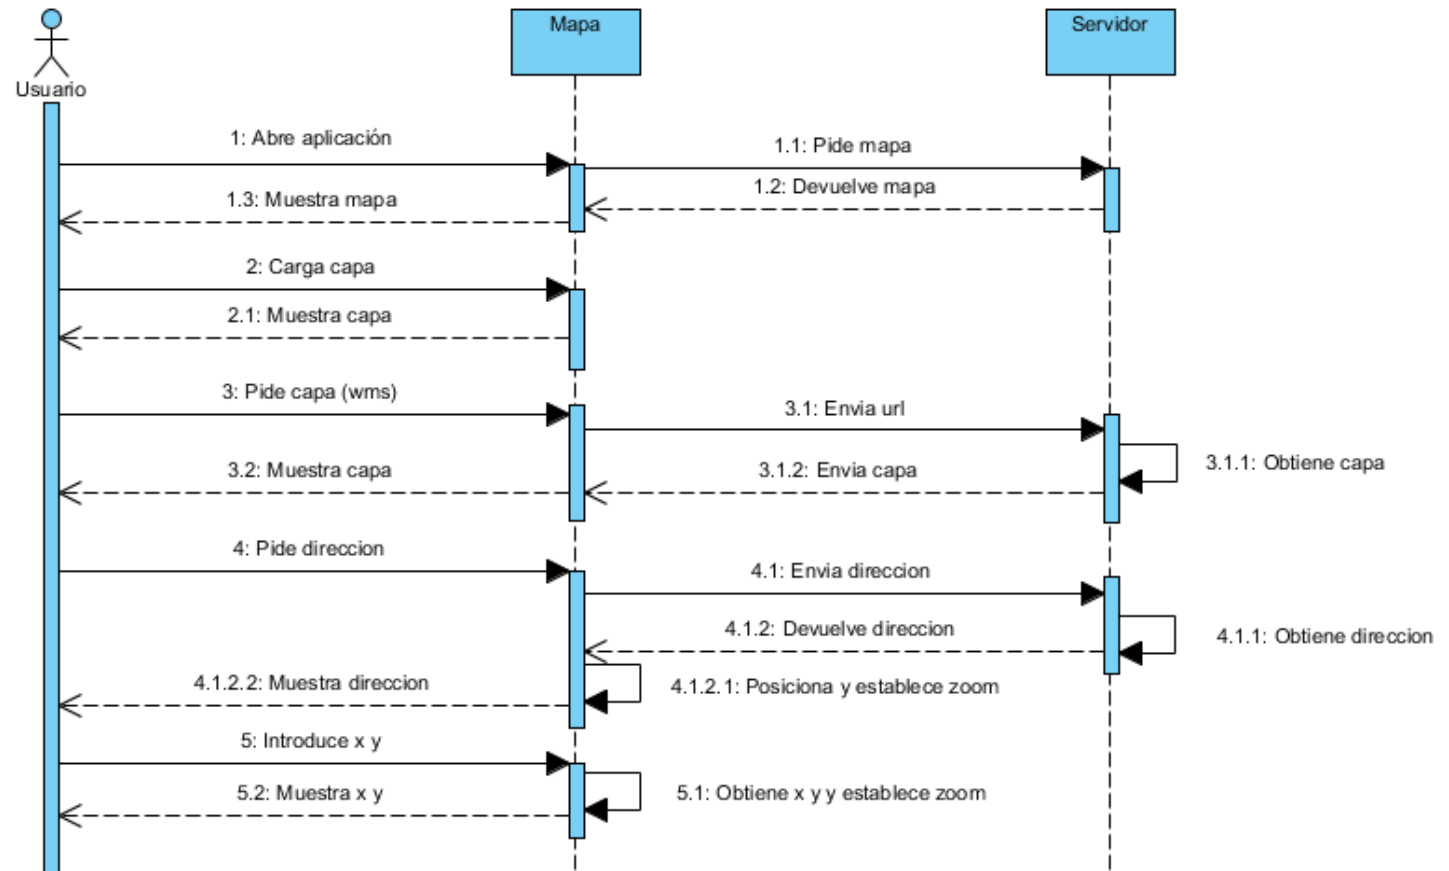 Mapa
Servidor
Usuario
1: Abre aplicación
1.1: Pide mapa
1.2: Devuelve mapa
1.3: Muestra mapa
2: Carga capa
2.1: Muestra capa
3: Pide capa (wms)
3.1: Envia url
3.1.1: Obtiene capa
3.1.2: Envia capa
3.2: Muestra capa
4: Pide direccion
4.1: Envia direccion
4.1.1: Obtiene direccion
4.1.2: Devuelve direccion
4.1.2.1: Posiciona y establece zoom
4.1.2.2: Muestra direccion
5: Introduce x y
5.1: Obtiene x y y establece zoom
5.2: Muestra x y